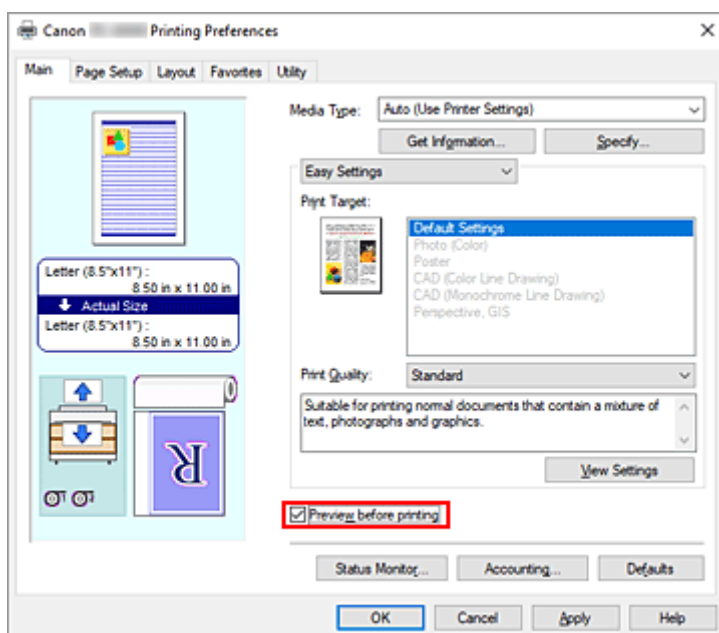 Canon Printing Preferences
Main Page Setup Layout Favorites Utility
Media Type: Auto (Use Printer Settings)
Get Information... Specify...
Easy Settings
Print Target:
Default Settings
Photo (Color)
Poster
CAD (Color Line Drawing)
CAD (Monochrome Line Drawing)
Perspective, GIS
Letter (8.5"x11") :
8.50 in x 11.00 in
Actual Size
Letter (8.5"x11") :
8.50 in x 11.00 in
Print Quality: Standard
Suitable for printing normal documents that contain a mixture of
text, photographs and graphics.
View Settings
R
Preview before printing
Status Monitor... Accounting... Defaults
OK Cancel Apply Help